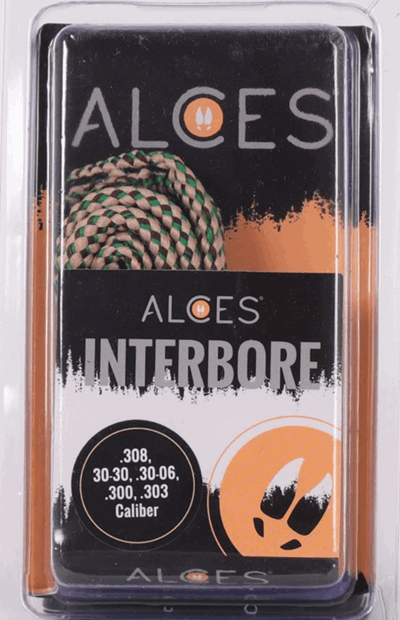 ALCES
ALCES
INTERBORE
.308,
30-30, .30-06,
.300, .303
Caliber
ALCES